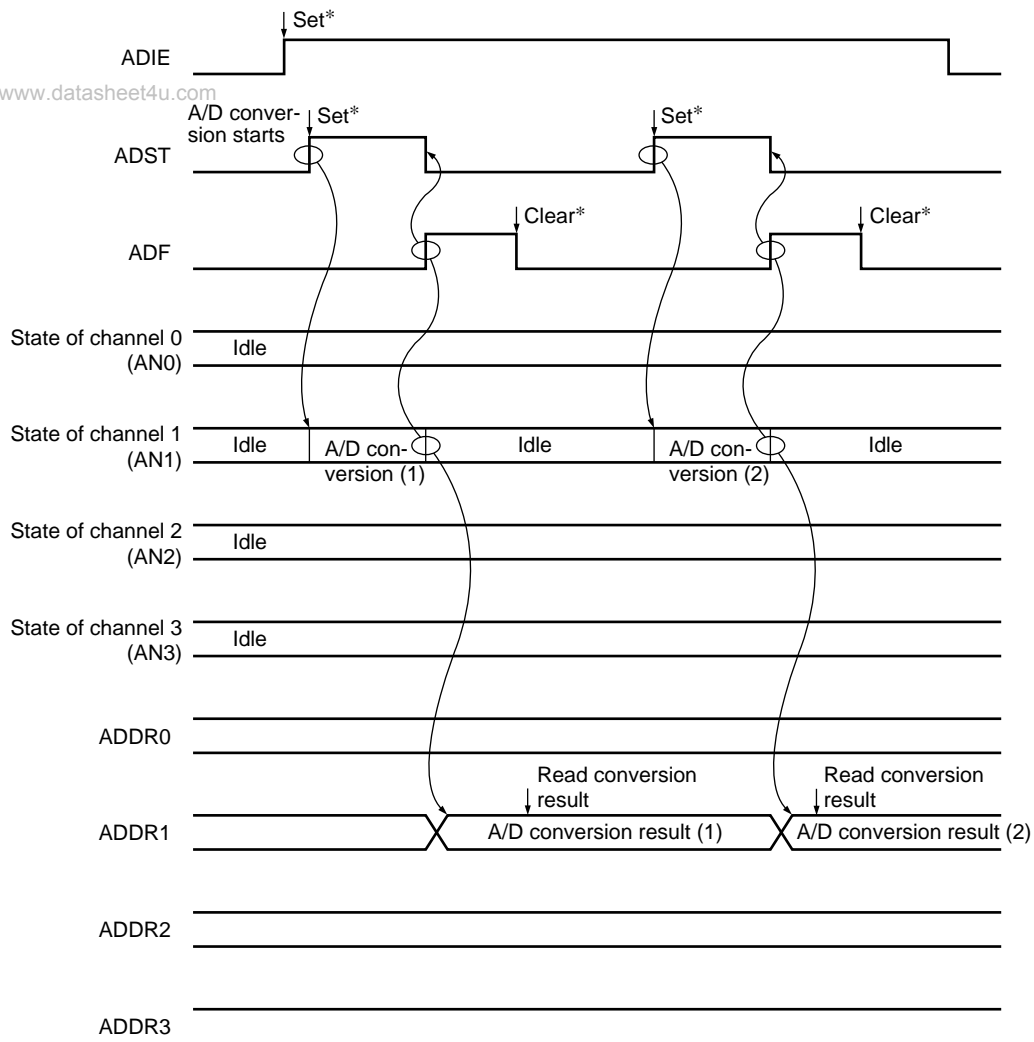 Set*
ADIE
www.datasheet4u.com
A/D conver-
sion starts
Set*
Set*
ADST
Clear*
Clear*
ADF
State of channel 0
(AN0)
Idle
State of channel 1
(AN1)
Idle
A/D con-
version (1)
Idle
A/D con-
version (2)
Idle
State of channel 2
(AN2)
Idle
State of channel 3
(AN3)
Idle
ADDR0
Read conversion
result
Read conversion
result
ADDR1
A/D conversion result (1)
A/D conversion result (2)
ADDR2
ADDR3